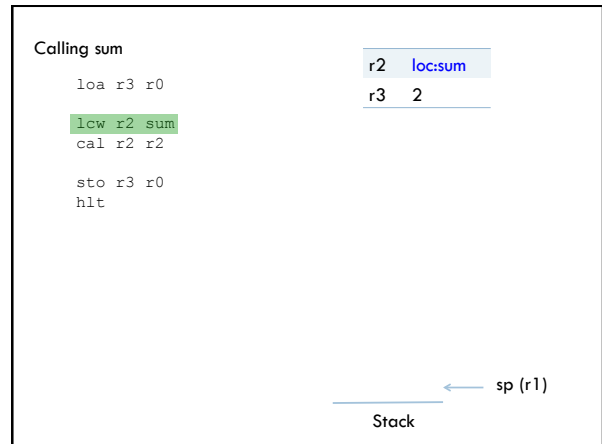 Calling sum
loa r3 r0
lcw r2 sum
cal r2 r2
sto r3 r0
hlt
r2 loc:sum
r3 2
sp (r1)
Stack